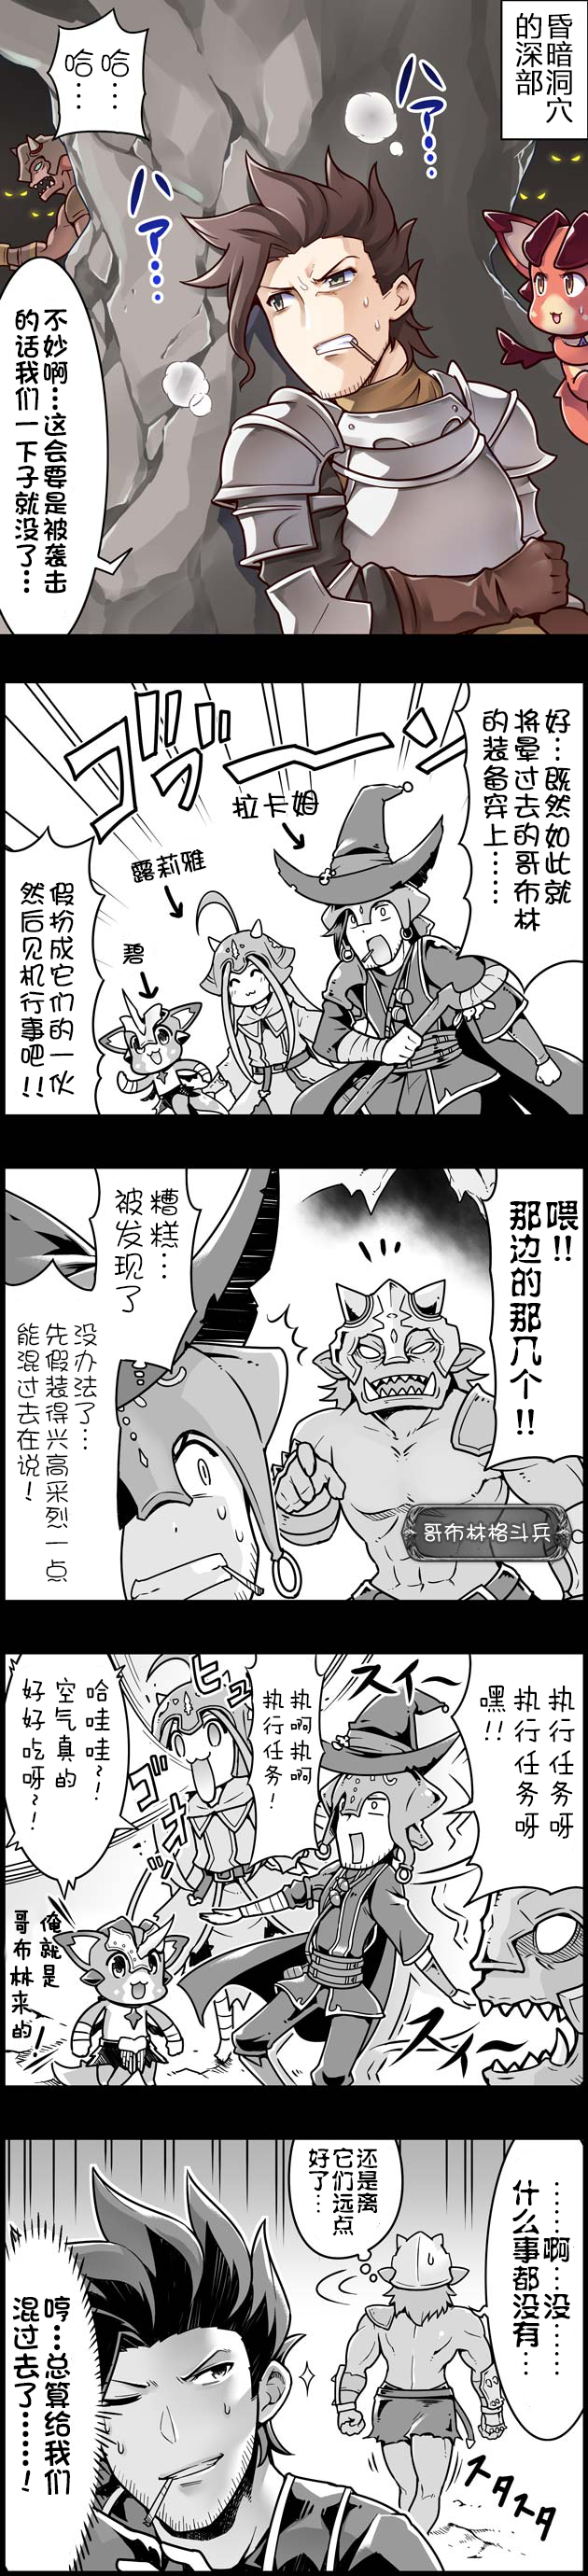 昏暗洞穴
的深部
ハァ…
ハァ…
哈…
哈…
不妙啊…这会要是被袭击
的话我们一下子就没了…
好…既然如此就
将晕过去的哥布林
的装备穿上……
ゴゴーーン
拉卡姆
露莉雅
碧
假扮成它们的一伙
然后见机行事吧!!
喂!!
那边的那几个!!
哥布林格斗兵
糟糕…
被发现了
没办法了…
先假装得兴高采烈一点
能混过去在说!
执行任务呀
执行任务呀
嘿!!
スイ〜
执啊执啊
执行任务!
ヒュ
ゴオォ
哈哇哇~!
空气真的
好好吃呀~!
俺就是
哥布林来的!
スイ〜
………啊…没……
什么事都没有…
还是离
它们远点
好了…
スタスタ
哼…总算给我们
混过去了……!